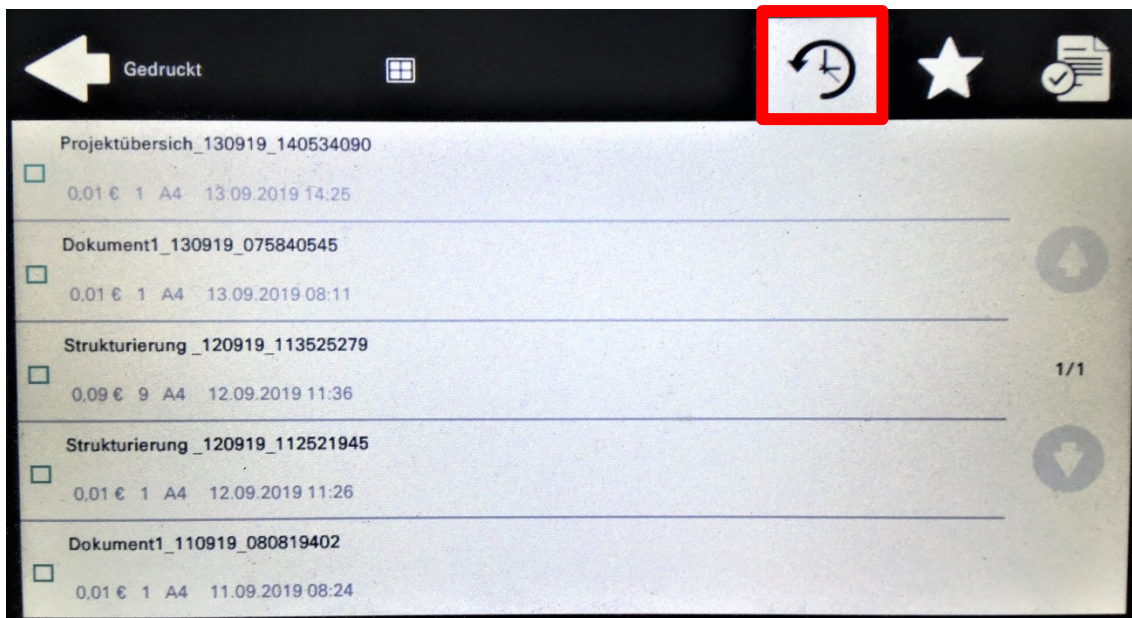 Gedruckt
Projektübersich_130919_140534090
0,01 € 1 A4 13.09.2019 14:25
Dokument1_130919_075840545
0,01 € 1 A4 13.09.2019 08:11
Strukturierung _120919_113525279
0,09 € 9 A4 12.09.2019 11:36
1/1
Strukturierung _120919_112521945
0,01 € 1 A4 12.09.2019 11:26
Dokument1_110919_080819402
0,01 € 1 A4 11.09.2019 08:24